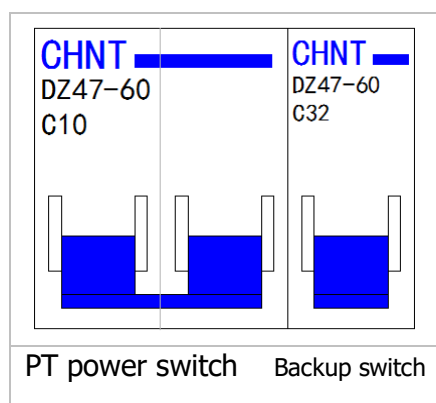 CHNT
DZ47-60
C10
CHNT
DZ47-60
C32
PT power switch
Backup switch